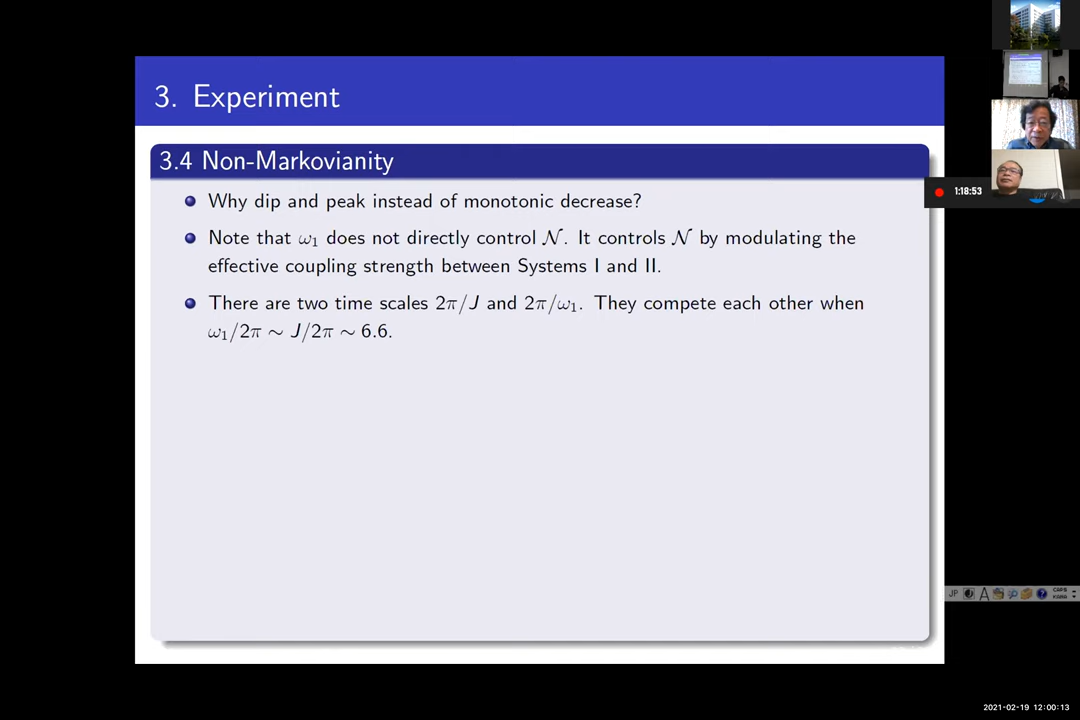 3. Experiment
3.4 Non-Markovianity
Why dip and peak instead of monotonic decrease?
Note that ω₁ does not directly control 𝒩. It controls 𝒩 by modulating the
effective coupling strength between Systems I and II.
There are two time scales 2π/J and 2π/ω₁. They compete each other when
ω₁/2π ∼ J/2π ∼ 6.6.
1:18:53
JP
A
CAPS
KANA
2021-02-19 12:00:13